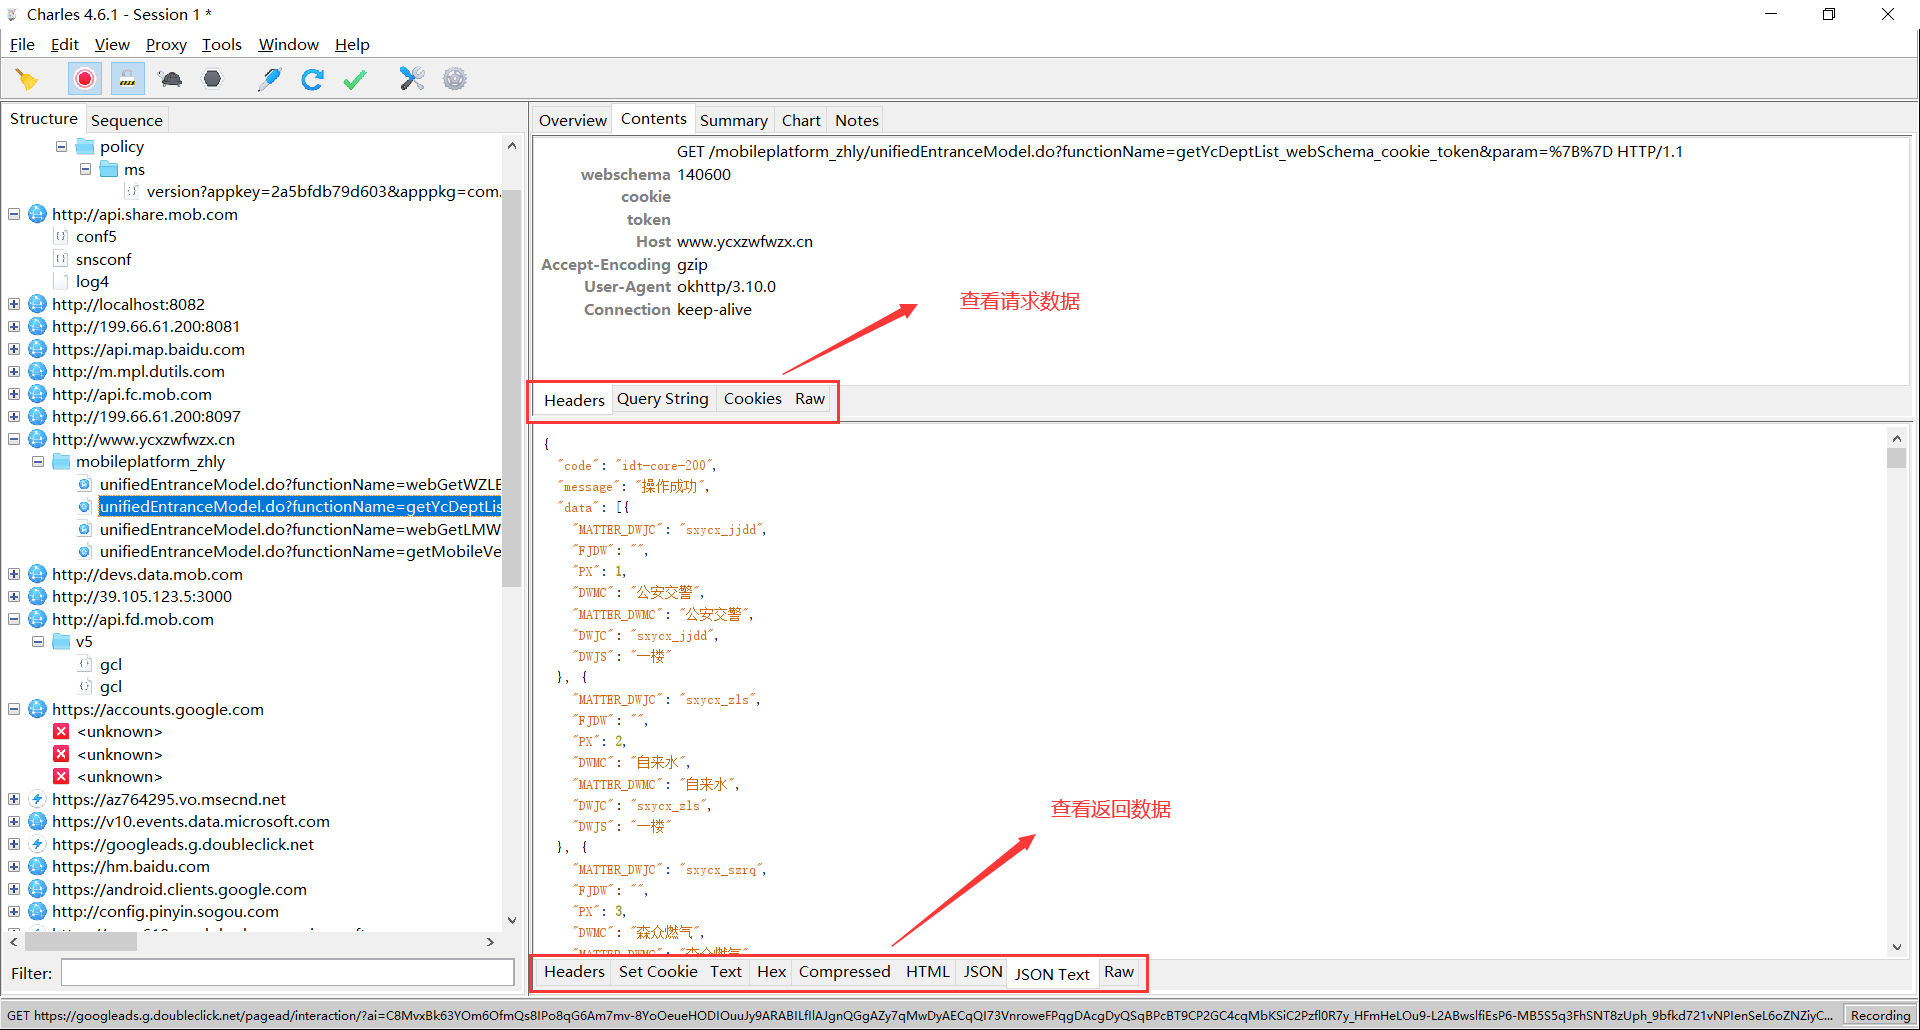 Charles 4.6.1 - Session 1 *
File Edit View Proxy Tools Window Help
Structure Sequence
policy
ms
version?appkey=2a5bfdb79d603&apppkg=com.
http://api.share.mob.com
conf5
snsconf
log4
http://localhost:8082
http://199.66.61.200:8081
https://api.map.baidu.com
http://m.mpl.dutils.com
http://api.fc.mob.com
http://199.66.61.200:8097
http://www.ycxzwfwzx.cn
mobileplatform_zhly
unifiedEntranceModel.do?functionName=webGetWZLE
unifiedEntranceModel.do?functionName=getYcDeptLis
unifiedEntranceModel.do?functionName=webGetLMW
unifiedEntranceModel.do?functionName=getMobileVe
http://devs.data.mob.com
http://39.105.123.5:3000
http://api.fd.mob.com
v5
gcl
gcl
https://accounts.google.com
<unknown>
<unknown>
<unknown>
https://az764295.vo.msecnd.net
https://v10.events.data.microsoft.com
https://googleads.g.doubleclick.net
https://hm.baidu.com
https://android.clients.google.com
http://config.pinyin.sogou.com
Filter:
Overview Contents Summary Chart Notes
GET /mobileplatform_zhly/unifiedEntranceModel.do?functionName=getYcDeptList_webSchema_cookie_token&param=%7B%7D HTTP/1.1
webschema 140600
cookie
token
Host www.ycxzwfwzx.cn
Accept-Encoding gzip
User-Agent okhttp/3.10.0
Connection keep-alive
查看请求数据
Headers Query String Cookies Raw
{
"code": "idt-core-200",
"message": "操作成功",
"data": [{
"MATTER_DWJC": "sxycx_jjdd",
"FJDW": "",
"PX": 1,
"DWMC": "公安交警",
"MATTER_DWMC": "公安交警",
"DWJC": "sxycx_jjdd",
"DWJS": "一楼"
}, {
"MATTER_DWJC": "sxycx_zls",
"FJDW": "",
"PX": 2,
"DWMC": "自来水",
"MATTER_DWMC": "自来水",
"DWJC": "sxycx_zls",
"DWJS": "一楼"
}, {
"MATTER_DWJC": "sxycx_szrq",
"FJDW": "",
"PX": 3,
"DWMC": "森众燃气",
"MATTER_DWMC": "森众燃气"
查看返回数据
Headers Set Cookie Text Hex Compressed HTML JSON JSON Text Raw
GET https://googleads.g.doubleclick.net/pagead/interaction/?ai=C8MvxBk63YOm6OfmQs8IPo8qG6Am7mv-8YoOeueHODIOuuJy9ARABILfIlAJgnQGgAZy7qMwDyAECqQI73VnroweFPqgDAcgDyQSqBPcBT9CP2GC4cqMbKSiC2Pzfl0R7y_HFmHeLOu9-L2ABwslfiEsP6-MB5S5q3FhSNT8zUph_9bfkd721vNPIenSeL6oZNZiyC...
Recording